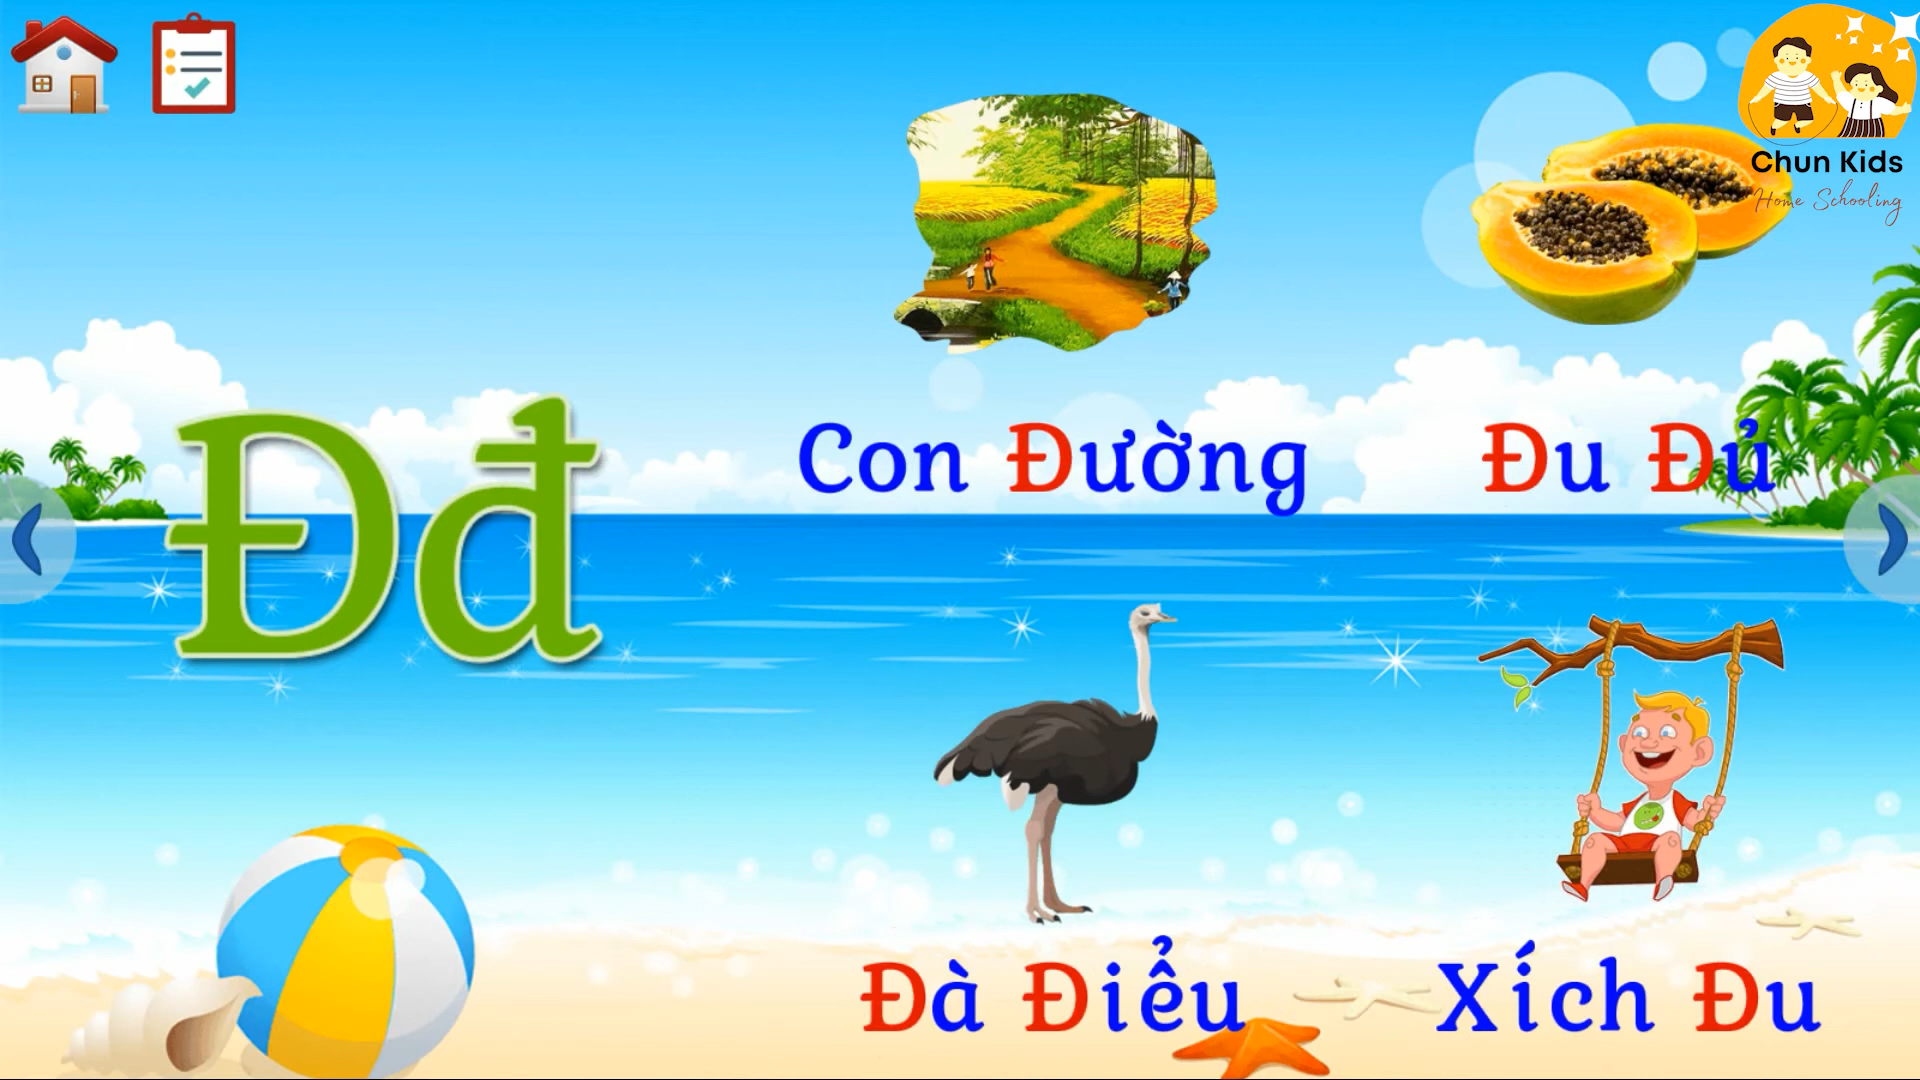 Chun Kids
Home Schooling
Đđ
Con Đường
Đu Đủ
Đà Điểu
Xích Đu